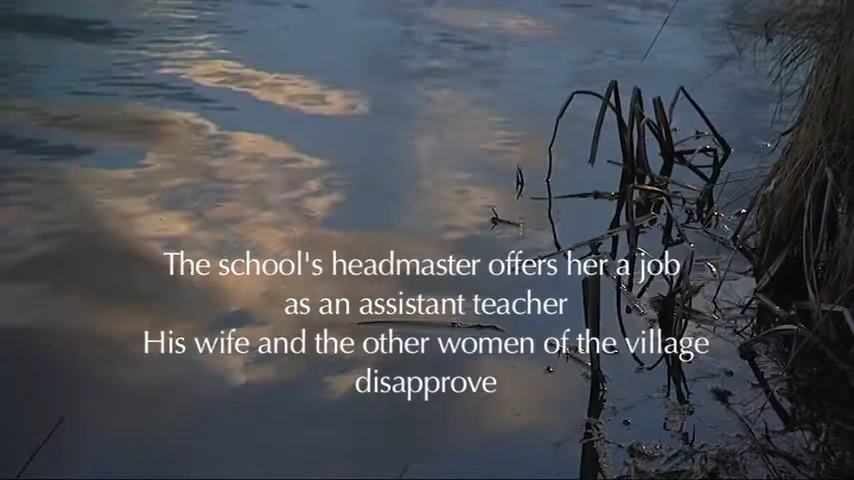 The school's headmaster offers her a job
as an assistant teacher
His wife and the other women of the village
disapprove